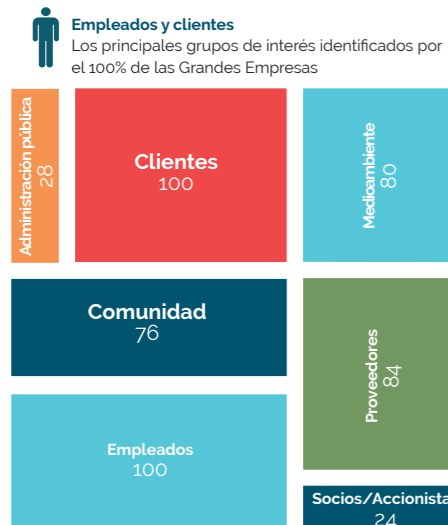 Empleados y clientes
Los principales grupos de interés identificados por
el 100% de las Grandes Empresas
Administración pública
28
Clientes
100
Medioambiente
80
Comunidad
76
Proveedores
84
Empleados
100
Socios/Accionista
24